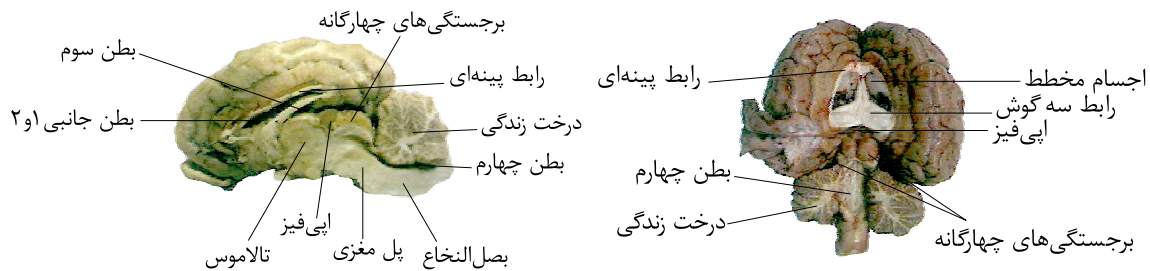 برجستگی‌های چهارگانه
بطن سوم
رابط پینه‌ای
بطن جانبی ۱و۲
درخت زندگی
بطن چهارم
اپی‌فیز
پل مغزی
تالاموس
بصل‌النخاع
رابط پینه‌ای
اجسام مخطط
رابط سه گوش
اپی‌فیز
بطن چهارم
درخت زندگی
برجستگی‌های چهارگانه